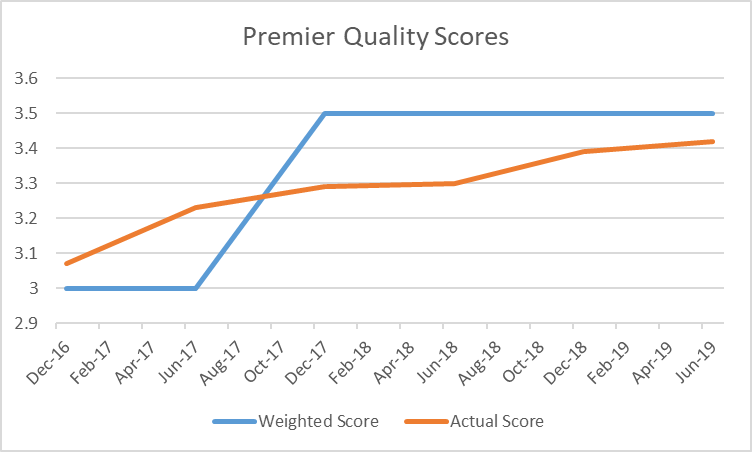 Premier Quality Scores
3.6
3.5
3.4
3.3
3.2
3.1
3
2.9
Dec-16 Feb-17 Apr-17 Jun-17 Aug-17 Oct-17 Dec-17 Feb-18 Apr-18 Jun-18 Aug-18 Oct-18 Dec-18 Feb-19 Apr-19 Jun-19
Weighted Score Actual Score